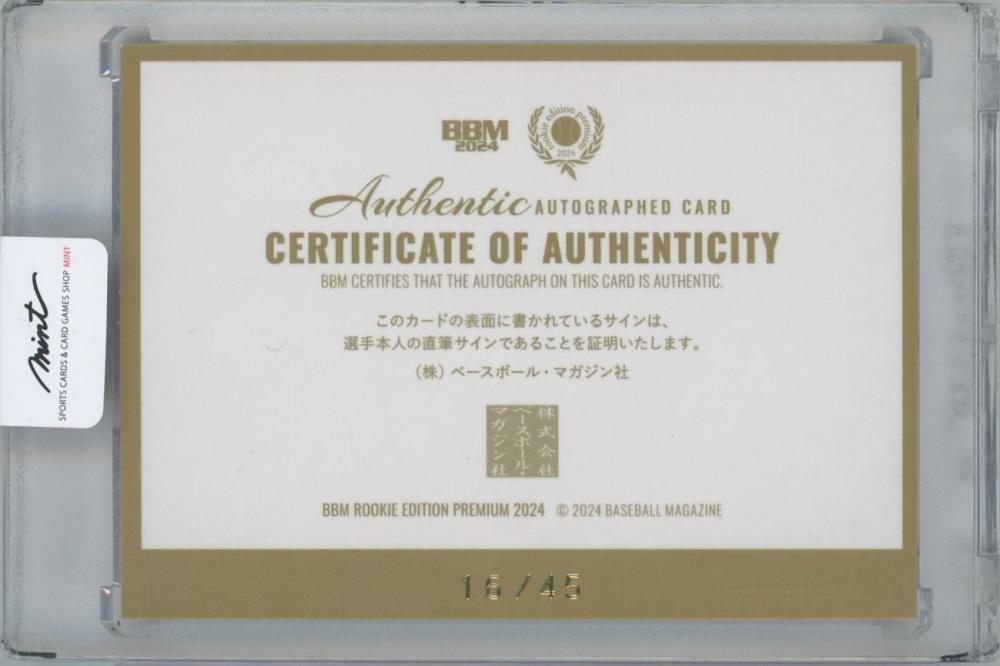 BBM
2024
rookie edition premium
2024
Authentic AUTOGRAPHED CARD
CERTIFICATE OF AUTHENTICITY
BBM CERTIFIES THAT THE AUTOGRAPH ON THIS CARD IS AUTHENTIC.
このカードの表面に書かれているサインは、
選手本人の直筆サインであることを証明いたします。
（株）ベースボール・マガジン社
株式会社
ベースボール・
マガジン社
BBM ROOKIE EDITION PREMIUM 2024 © 2024 BASEBALL MAGAZINE
16/45
mint
SPORTS CARDS & CARD GAMES SHOP MINT